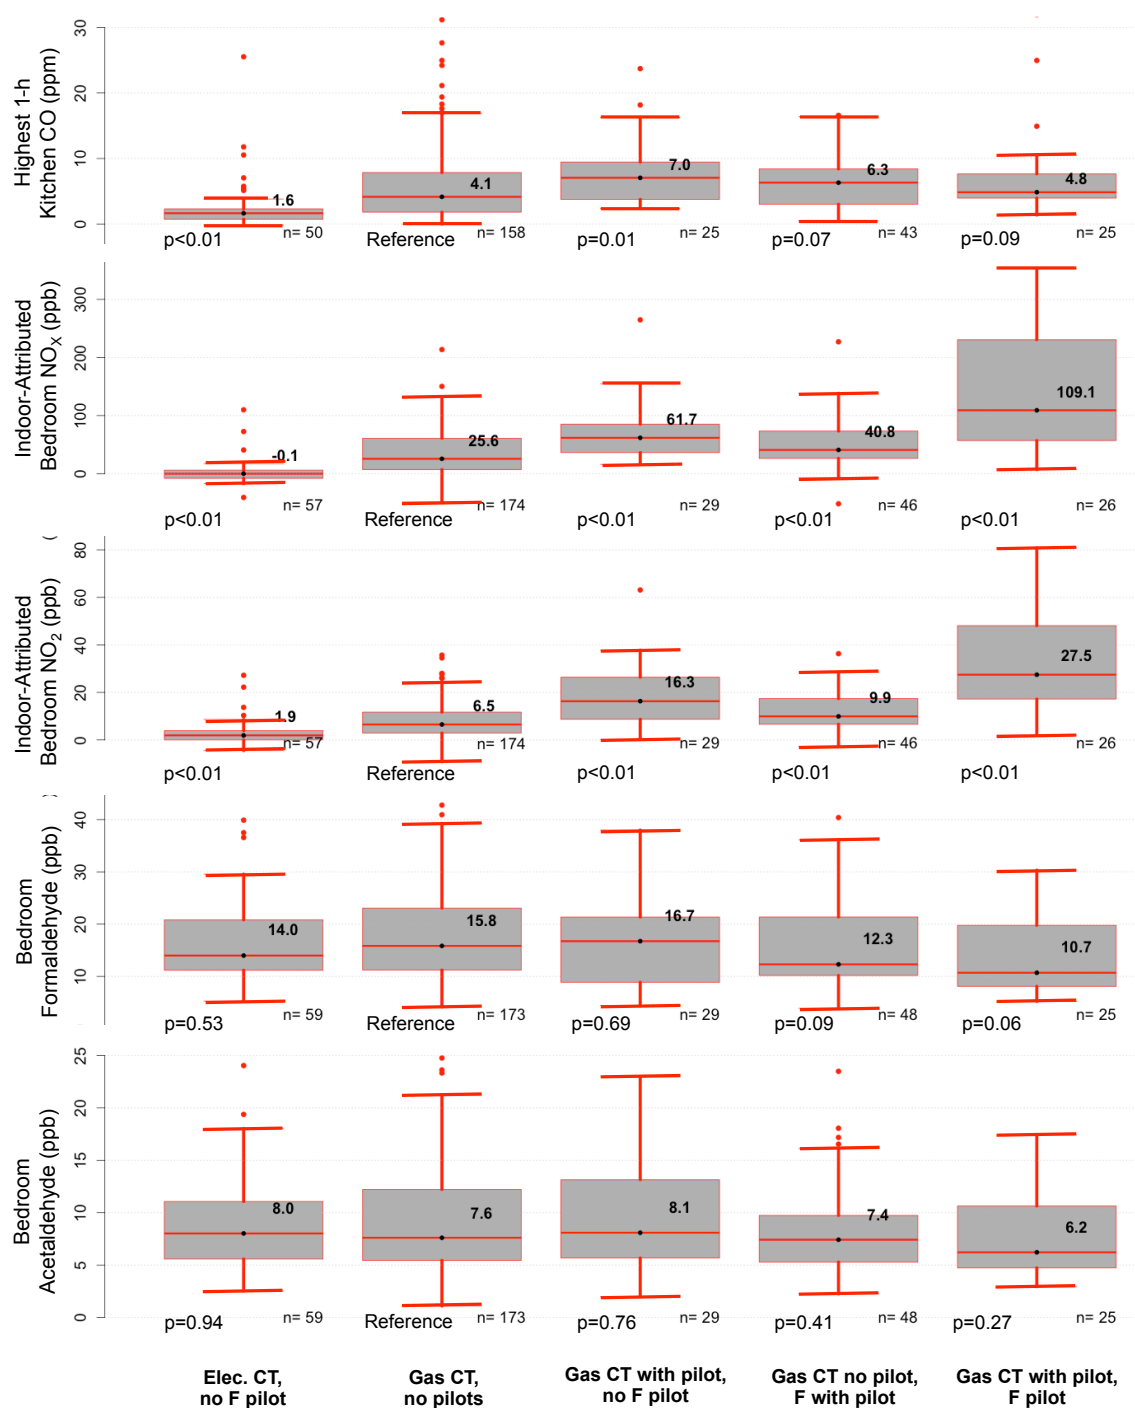 Highest 1-h
Kitchen CO (ppm)
30
20
10
0
1.6
4.1
7.0
6.3
4.8
p<0.01
n= 50
Reference
n= 158
p=0.01
n= 25
p=0.07
n= 43
p=0.09
n= 25
Indoor-Attributed
Bedroom NOX (ppb)
300
200
100
0
-0.1
25.6
61.7
40.8
109.1
p<0.01
n= 57
Reference
n= 174
p<0.01
n= 29
p<0.01
n= 46
p<0.01
n= 26
Indoor-Attributed
Bedroom NO2 (ppb)
(
80
60
40
20
0
1.9
6.5
16.3
9.9
27.5
p<0.01
n= 57
Reference
n= 174
p<0.01
n= 29
p<0.01
n= 46
p<0.01
n= 26
Bedroom
Formaldehyde (ppb)
40
30
20
10
14.0
15.8
16.7
12.3
10.7
p=0.53
n= 59
Reference
n= 173
p=0.69
n= 29
p=0.09
n= 48
p=0.06
n= 25
Bedroom
Acetaldehyde (ppb)
25
20
15
10
5
0
8.0
7.6
8.1
7.4
6.2
p=0.94
n= 59
Reference
n= 173
p=0.76
n= 29
p=0.41
n= 48
p=0.27
n= 25
Elec. CT,
no F pilot
Gas CT,
no pilots
Gas CT with pilot,
no F pilot
Gas CT no pilot,
F with pilot
Gas CT with pilot,
F pilot